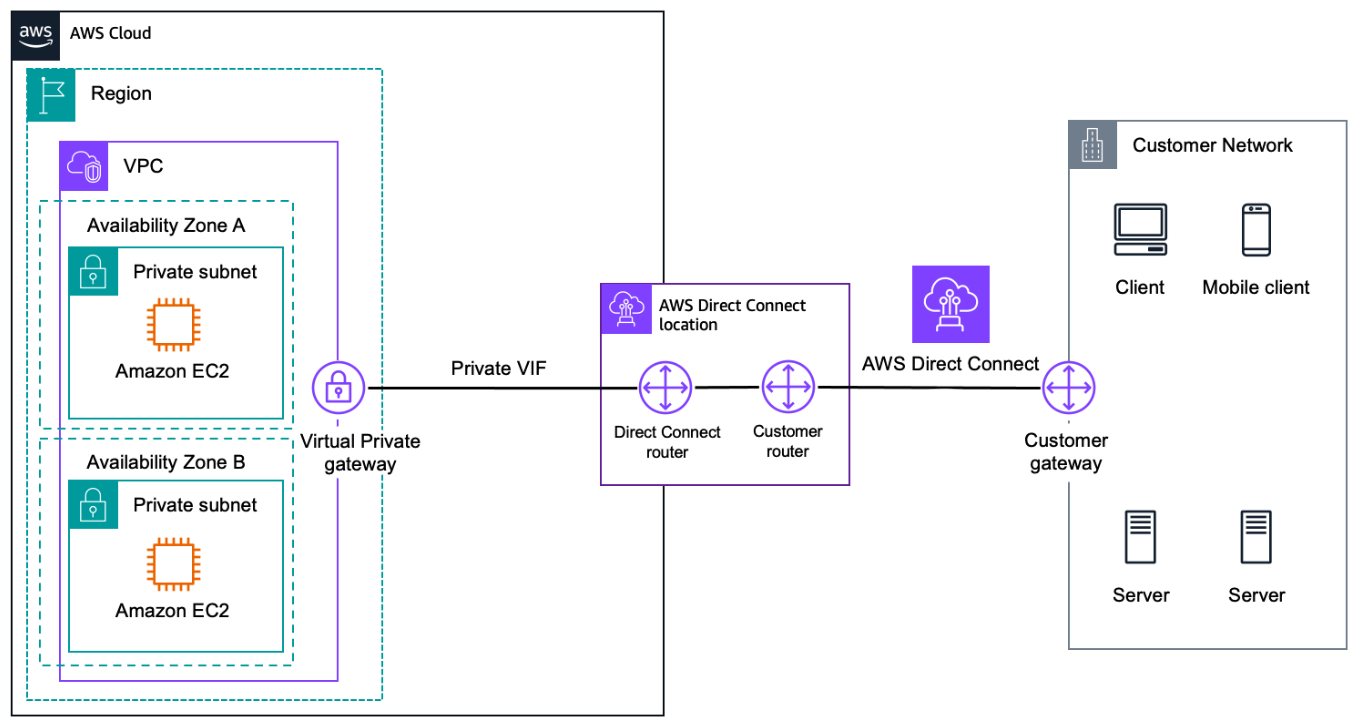 aws
AWS Cloud
Region
VPC
Availability Zone A
Private subnet
Amazon EC2
Availability Zone B
Private subnet
Amazon EC2
Virtual Private
gateway
Private VIF
AWS Direct Connect
location
Direct Connect
router
Customer
router
AWS Direct Connect
Customer Network
Client
Mobile client
Customer
gateway
Server
Server